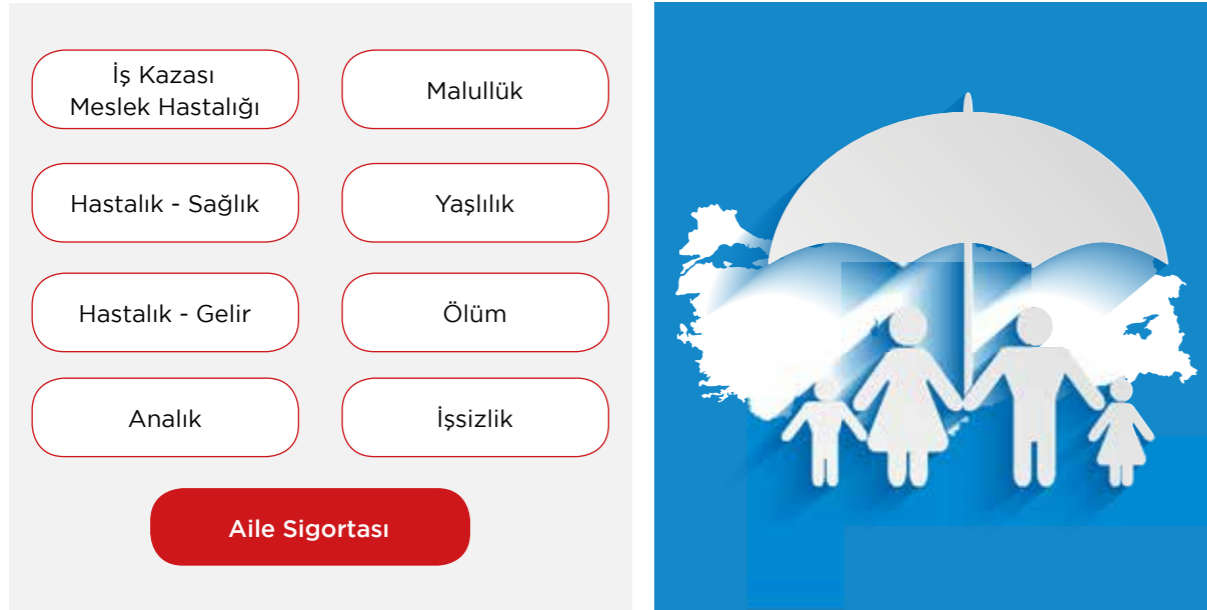 İş Kazası
Meslek Hastalığı
Malullük
Hastalık - Sağlık
Yaşlılık
Hastalık - Gelir
Ölüm
Analık
İşsizlik
Aile Sigortası